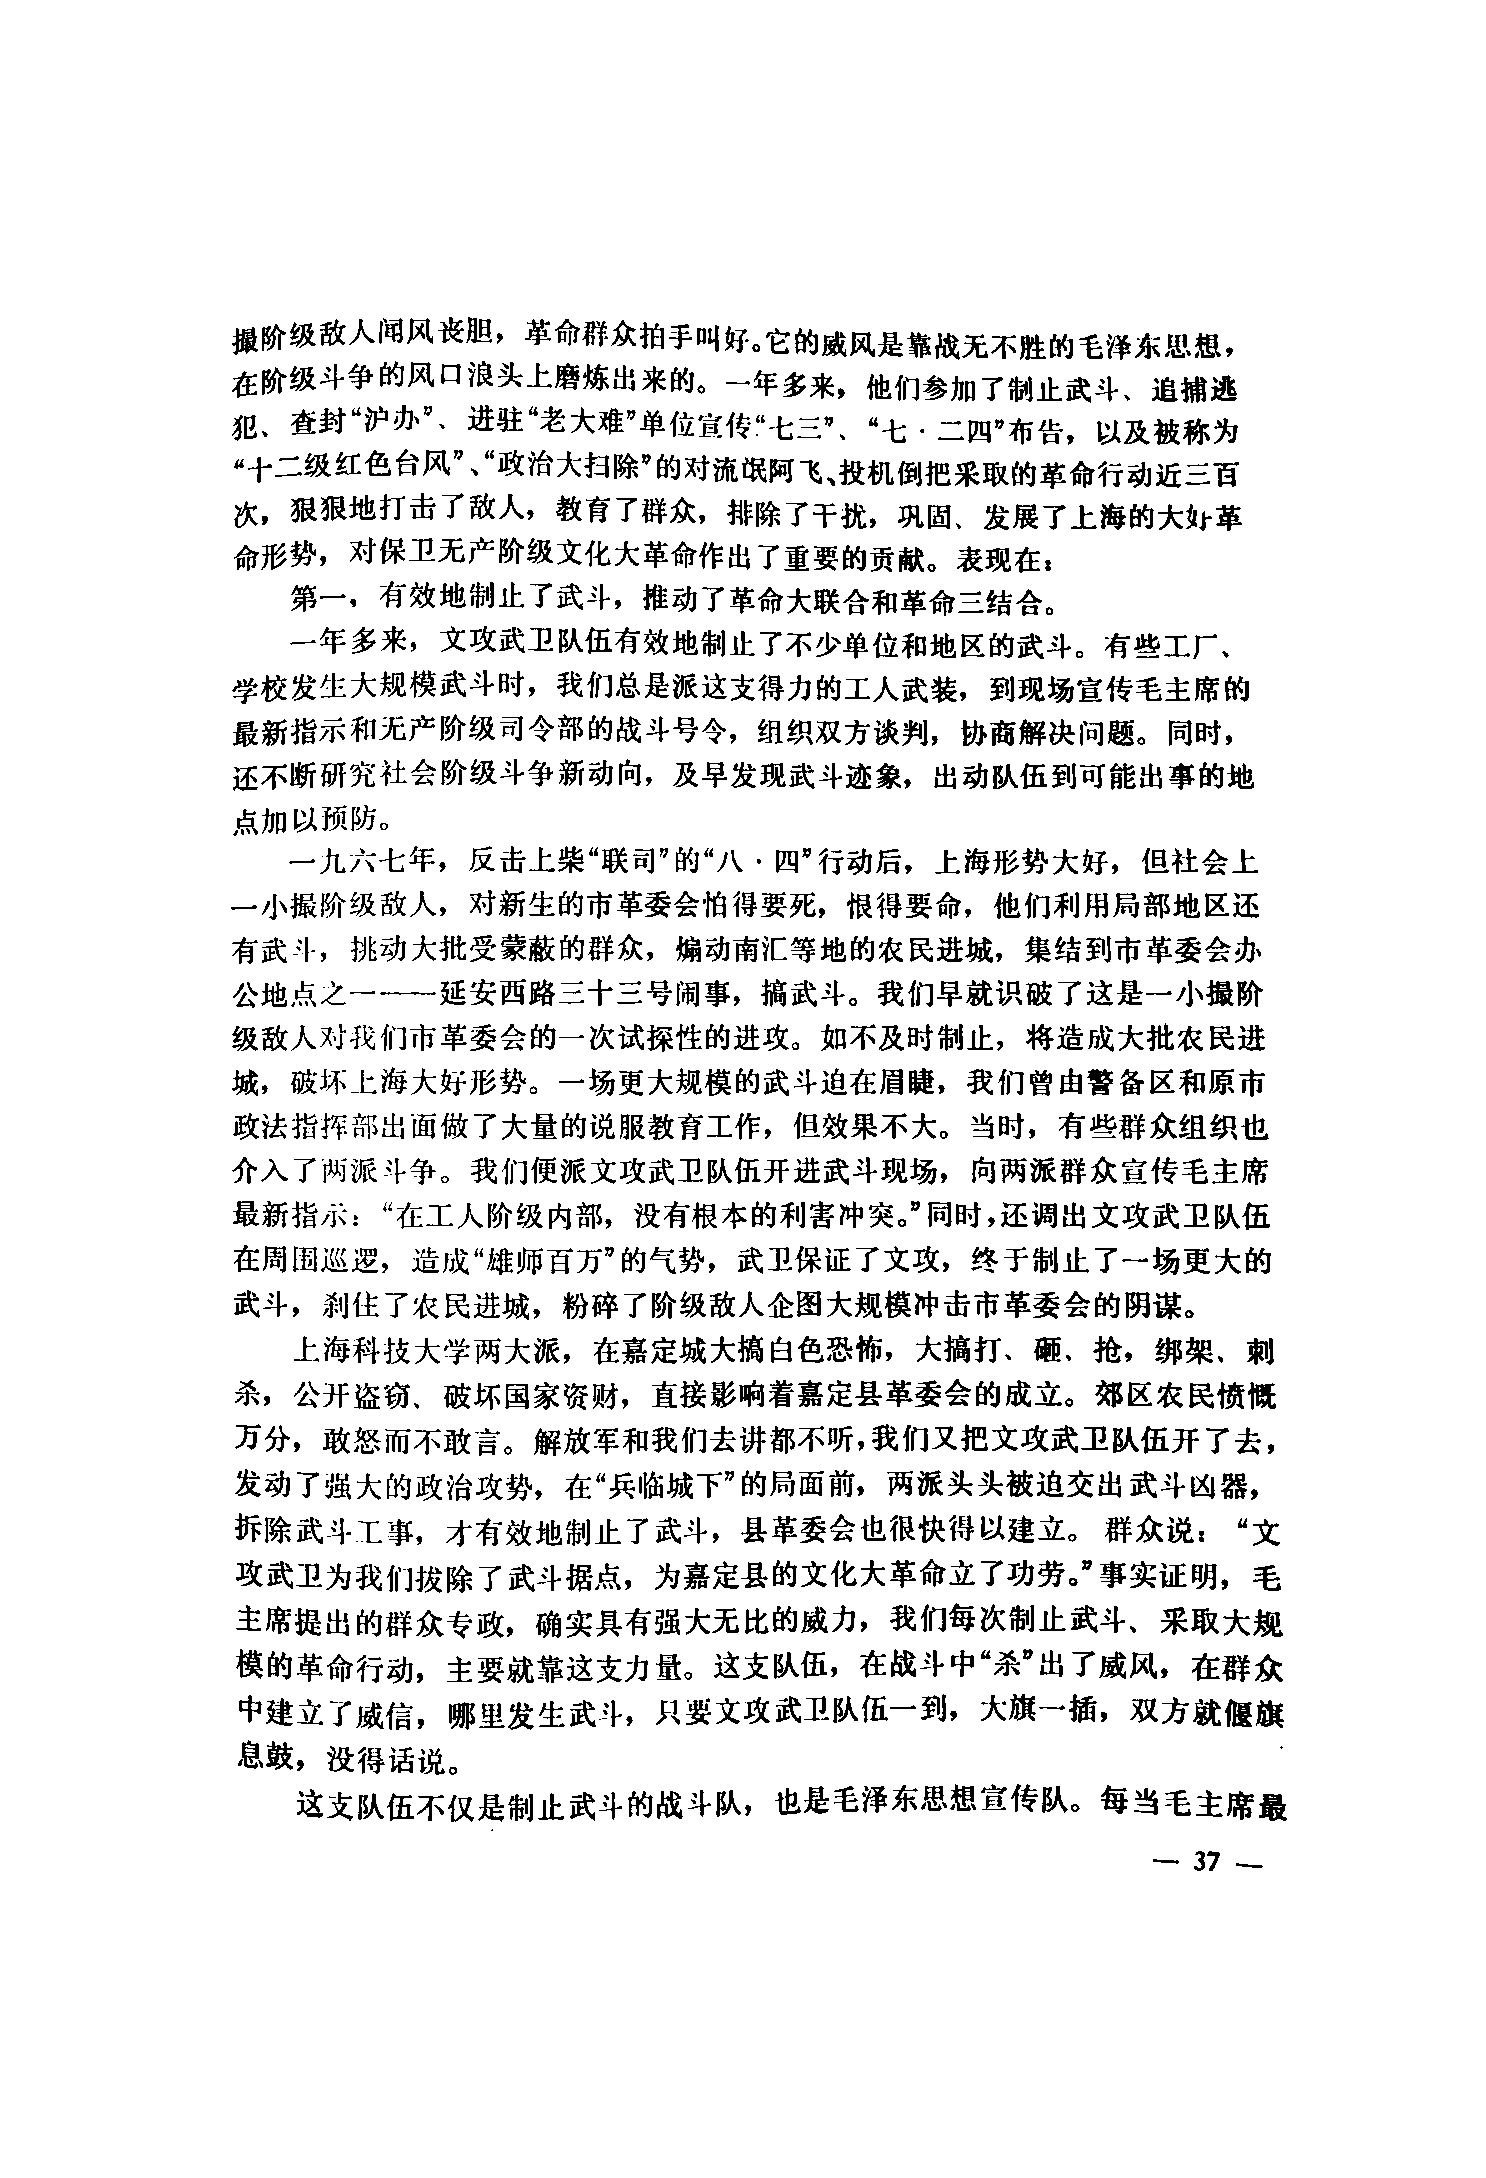 撮阶级敌人闻风丧胆，革命群众拍手叫好。它的威风是靠战无不胜的毛泽东思想，
在阶级斗争的风口浪头上磨炼出来的。一年多来，他们参加了制止武斗、追捕逃
犯、查封“沪办”、进驻“老大难”单位宣传“七三”、“七·二四”布告，以及被称为
“十二级红色台风”、“政治大扫除”的对流氓阿飞、投机倒把采取的革命行动近三百
次，狠狠地打击了敌人，教育了群众，排除了干扰，巩固、发展了上海的大好革
命形势，对保卫无产阶级文化大革命作出了重要的贡献。表现在：
第一，有效地制止了武斗，推动了革命大联合和革命三结合。
一年多来，文攻武卫队伍有效地制止了不少单位和地区的武斗。有些工厂、
学校发生大规模武斗时，我们总是派这支得力的工人武装，到现场宣传毛主席的
最新指示和无产阶级司令部的战斗号令，组织双方谈判，协商解决问题。同时，
还不断研究社会阶级斗争新动向，及早发现武斗迹象，出动队伍到可能出事的地
点加以预防。
一九六七年，反击上柴“联司”的“八·四”行动后，上海形势大好，但社会上
一小撮阶级敌人，对新生的市革委会怕得要死，恨得要命，他们利用局部地区还
有武斗，挑动大批受蒙蔽的群众，煽动南汇等地的农民进城，集结到市革委会办
公地点之一——延安西路三十三号闹事，搞武斗。我们早就识破了这是一小撮阶
级敌人对我们市革委会的一次试探性的进攻。如不及时制止，将造成大批农民进
城，破坏上海大好形势。一场更大规模的武斗迫在眉睫，我们曾由警备区和原市
政法指挥部出面做了大量的说服教育工作，但效果不大。当时，有些群众组织也
介入了两派斗争。我们便派文攻武卫队伍开进武斗现场，向两派群众宣传毛主席
最新指示：“在工人阶级内部，没有根本的利害冲突。”同时，还调出文攻武卫队伍
在周围巡逻，造成“雄师百万”的气势，武卫保证了文攻，终于制止了一场更大的
武斗，刹住了农民进城，粉碎了阶级敌人企图大规模冲击市革委会的阴谋。
上海科技大学两大派，在嘉定城大搞白色恐怖，大搞打、砸、抢，绑架、刺
杀，公开盗窃、破坏国家资财，直接影响着嘉定县革委会的成立。郊区农民愤慨
万分，敢怒而不敢言。解放军和我们去讲都不听，我们又把文攻武卫队伍开了去，
发动了强大的政治攻势，在“兵临城下”的局面前，两派头头被迫交出武斗凶器，
拆除武斗工事，才有效地制止了武斗，县革委会也很快得以建立。群众说：“文
攻武卫为我们拔除了武斗据点，为嘉定县的文化大革命立了功劳。”事实证明，毛
主席提出的群众专政，确实具有强大无比的威力，我们每次制止武斗、采取大规
模的革命行动，主要就靠这支力量。这支队伍，在战斗中“杀”出了威风，在群众
中建立了威信，哪里发生武斗，只要文攻武卫队伍一到，大旗一插，双方就偃旗
息鼓，没得话说。
这支队伍不仅是制止武斗的战斗队，也是毛泽东思想宣传队。每当毛主席最
— 37 —